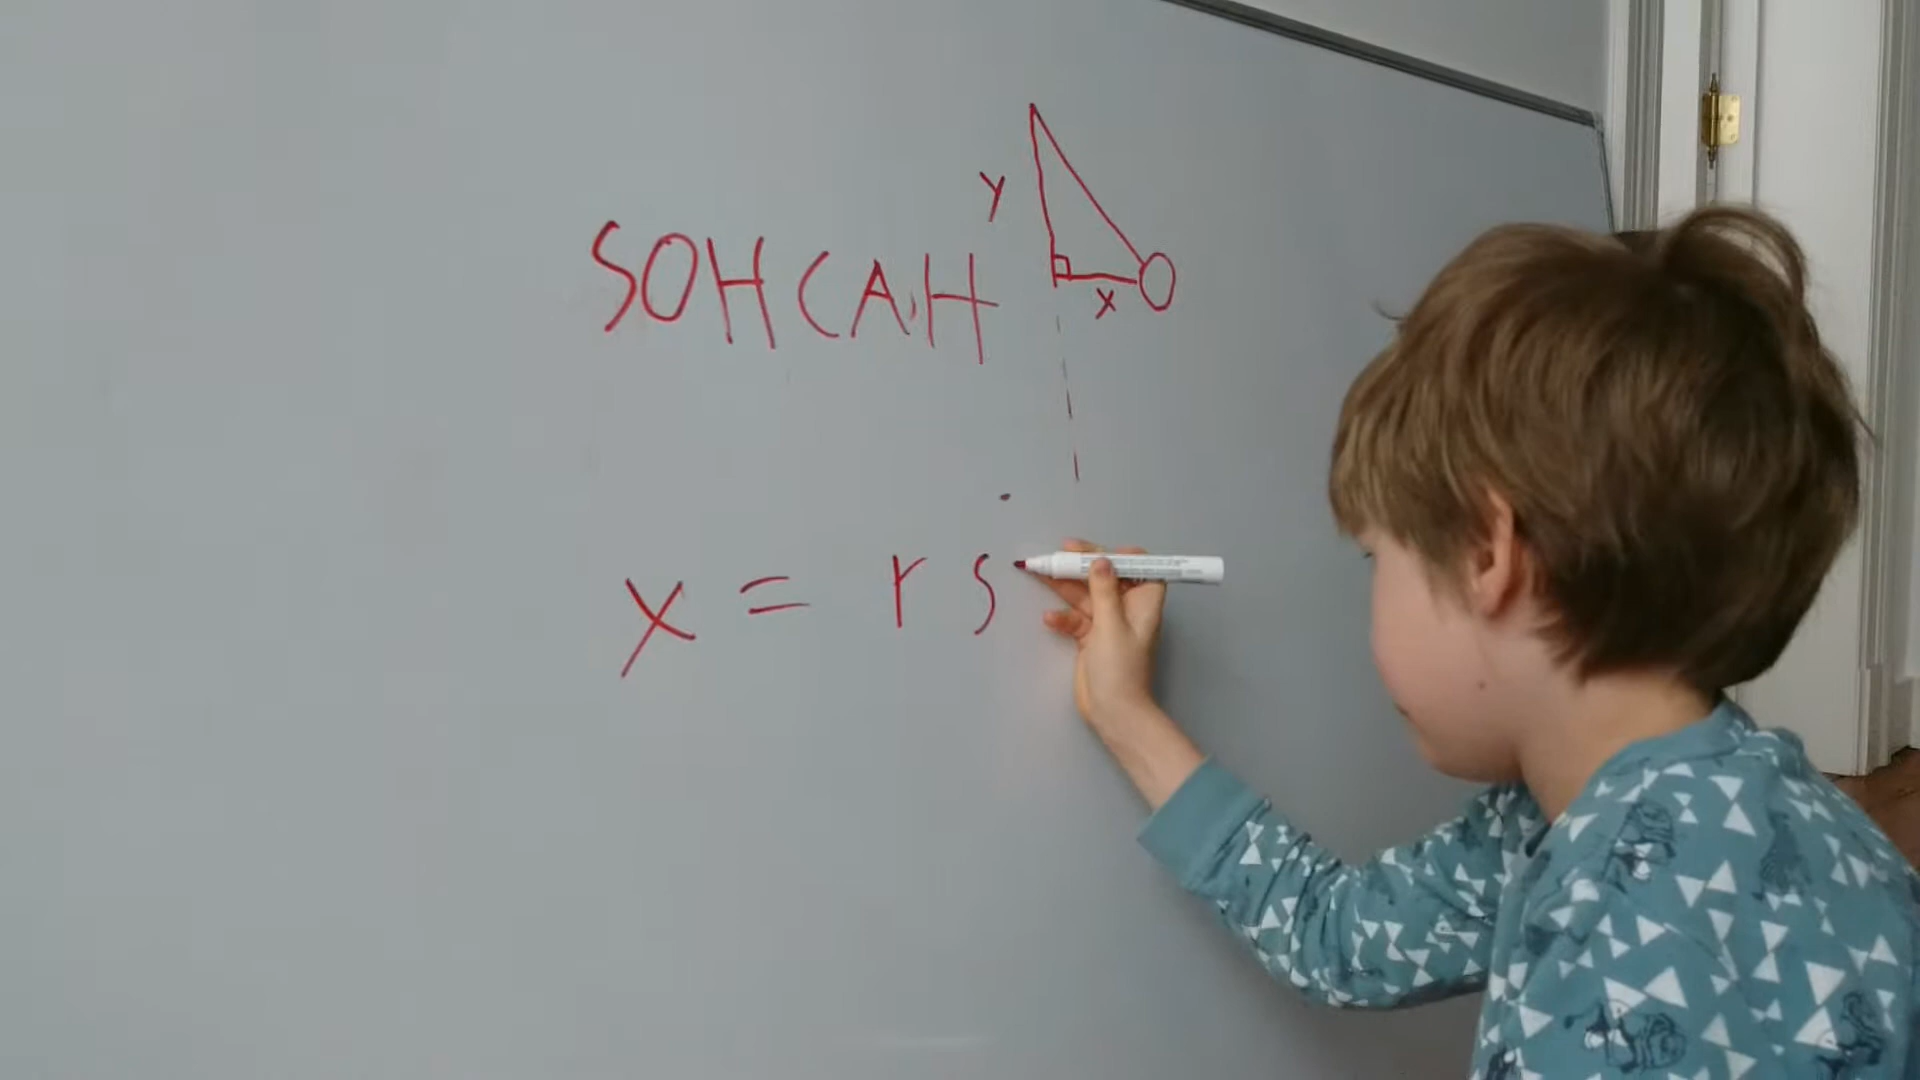 y
SOHCAH
x
x = r s